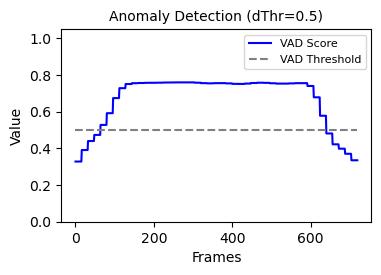 Anomaly Detection (dThr=0.5)
VAD Score
VAD Threshold
1.0
0.8
0.6
0.4
0.2
0.0
Value
0
200
400
600
Frames